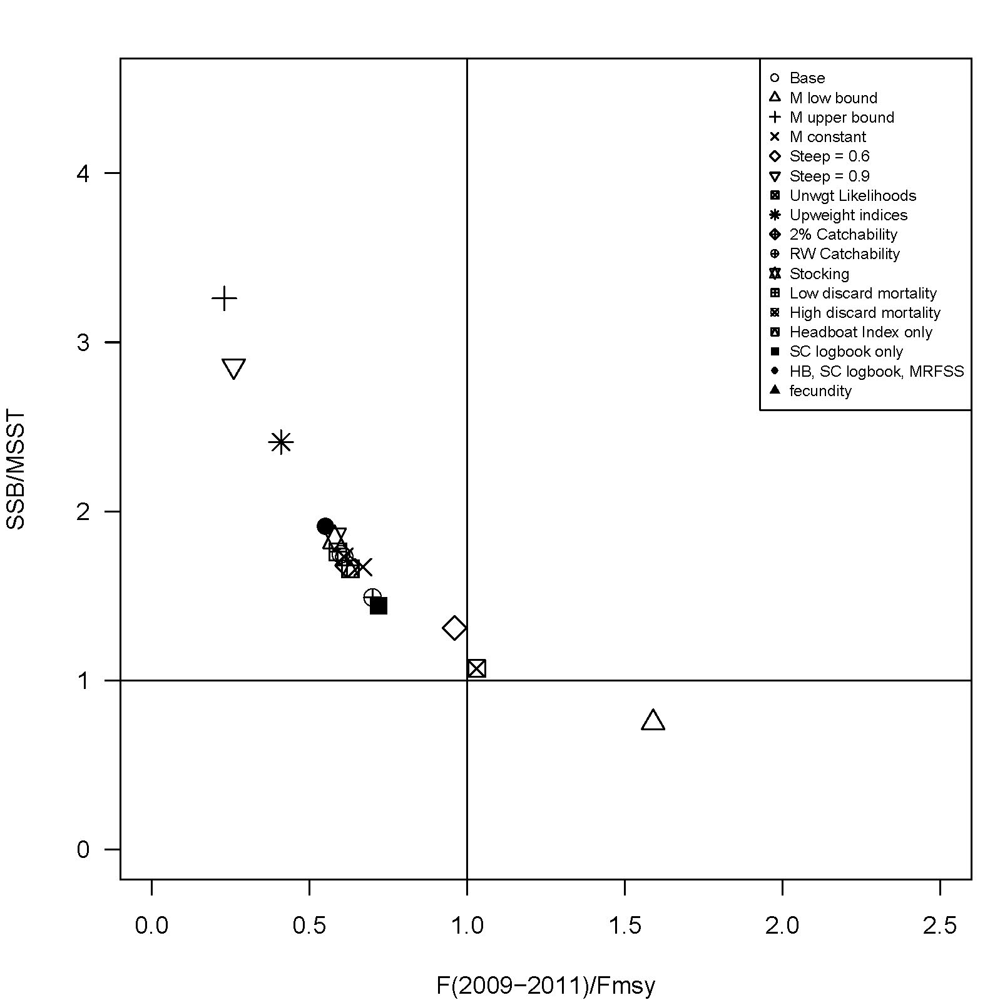 Base
M low bound
M upper bound
M constant
Steep = 0.6
Steep = 0.9
Unwgt Likelihoods
Upweight indices
2% Catchability
RW Catchability
Stocking
Low discard mortality
High discard mortality
Headboat Index only
SC logbook only
HB, SC logbook, MRFSS
fecundity
SSB/MSST
4
3
2
1
0
0.0 0.5 1.0 1.5 2.0 2.5
F(2009−2011)/Fmsy